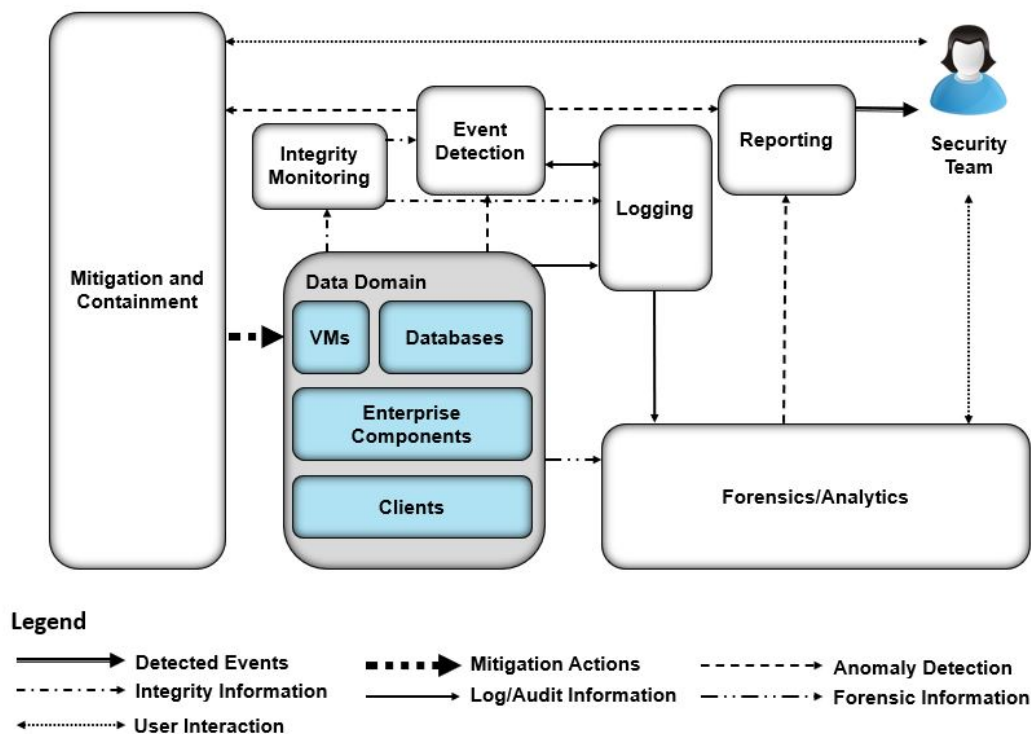 Event
Detection
Reporting
Security
Team
Integrity
Monitoring
Logging
Mitigation and
Containment
Data Domain
VMs
Databases
Enterprise
Components
Clients
Forensics/Analytics
Legend
Detected Events
Mitigation Actions
Anomaly Detection
Integrity Information
Log/Audit Information
Forensic Information
User Interaction